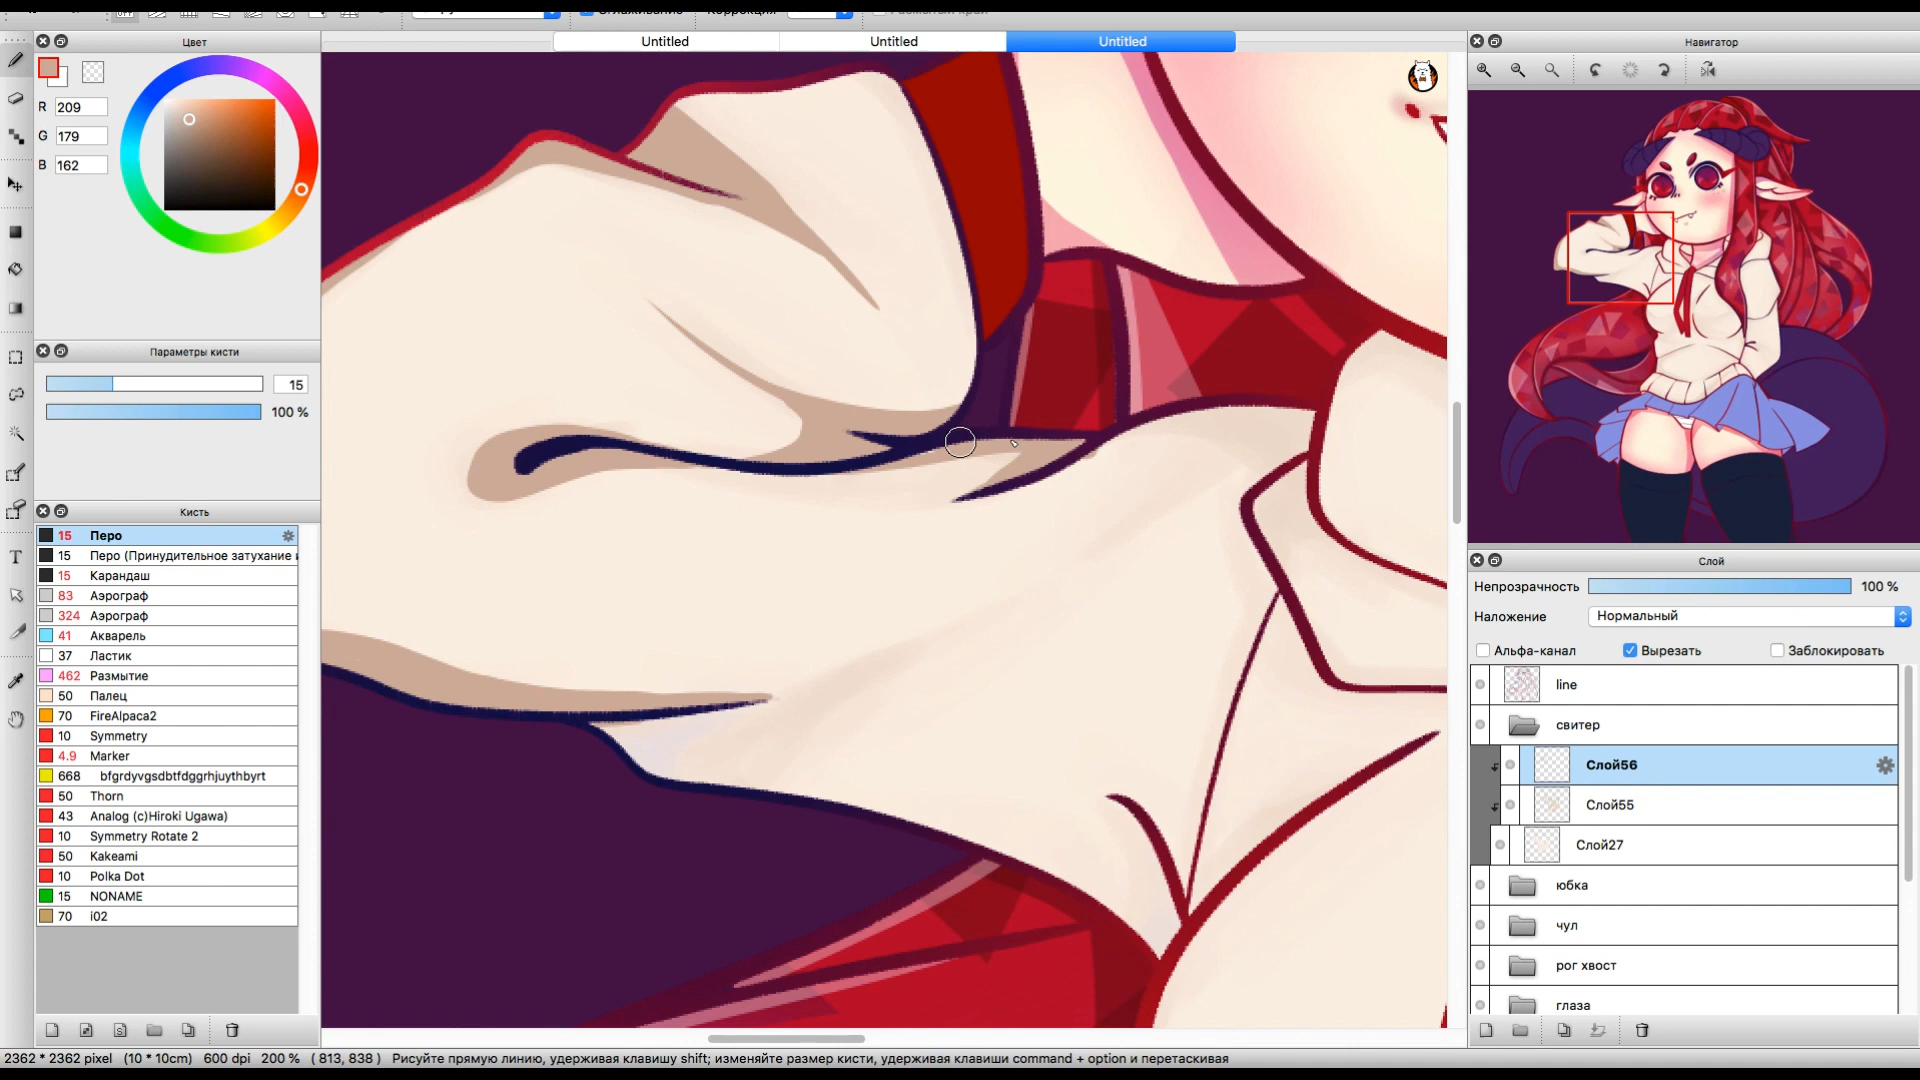 Сглаживание
Коррекция
Untitled
Untitled
Untitled
Цвет
R 209
G 179
B 162
Параметры кисти
15
100 %
Кисть
15 Перо
15 Перо (Принудительное затухание и
15 Карандаш
83 Аэрограф
324 Аэрограф
41 Акварель
37 Ластик
462 Размытие
50 Палец
70 FireAlpaca2
10 Symmetry
4.9 Marker
668 bfgrdyvgsdbtfdggrhjuythbyrt
50 Thorn
43 Analog (c)Hiroki Ugawa)
10 Symmetry Rotate 2
50 Kakeami
10 Polka Dot
15 NONAME
70 i02
Навигатор
Слой
Непрозрачность 100 %
Наложение Нормальный
Альфа-канал Вырезать Заблокировать
line
свитер
Слой56
Слой55
Слой27
юбка
чул
рог хвост
глаза
2362 * 2362 pixel (10 * 10cm) 600 dpi 200 % ( 813, 838 ) Рисуйте прямую линию, удерживая клавишу shift; изменяйте размер кисти, удерживая клавиши command + option и перетаскивая